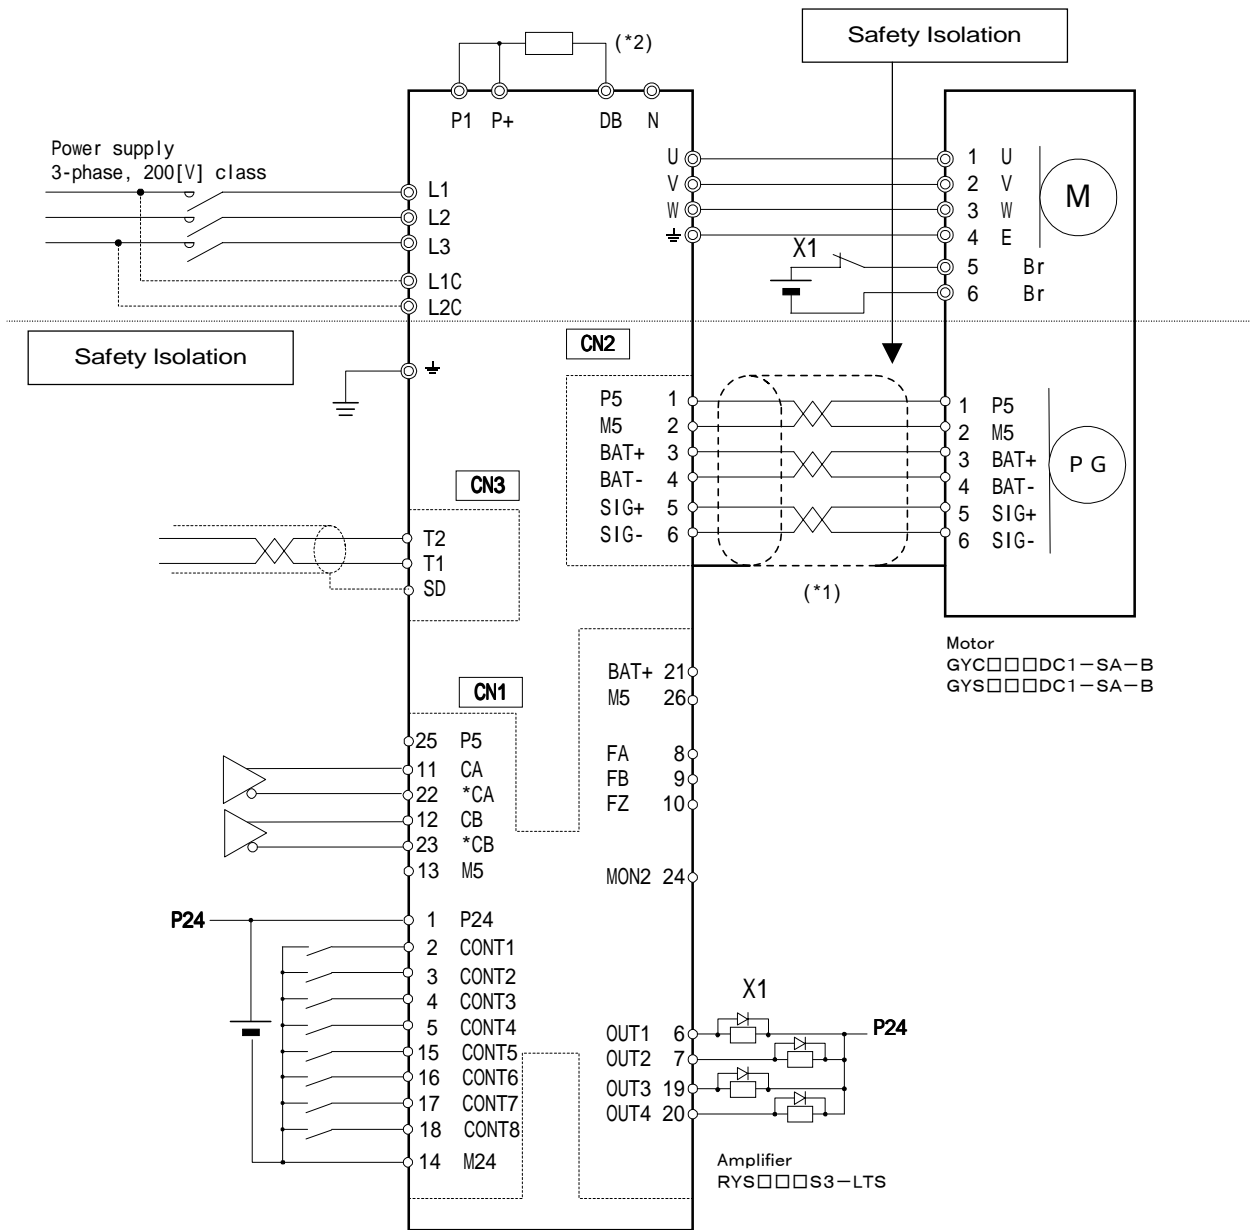 (*2)
Safety Isolation
P1 P+ DB N
Power supply
3-phase, 200[V] class
L1
L2
L3
L1C
L2C
U
V
W
1 U
2 V
3 W
4 E
5 Br
6 Br
M
X1
Safety Isolation
CN2
P5 1
M5 2
BAT+ 3
BAT- 4
SIG+ 5
SIG- 6
1 P5
2 M5
3 BAT+
4 BAT-
5 SIG+
6 SIG-
PG
(*1)
CN3
T2
T1
SD
Motor
GYC□□□DC1-SA-B
GYS□□□DC1-SA-B
CN1
BAT+ 21
M5 26
FA 8
FB 9
FZ 10
MON2 24
25 P5
11 CA
22 *CA
12 CB
23 *CB
13 M5
P24
1 P24
2 CONT1
3 CONT2
4 CONT3
5 CONT4
15 CONT5
16 CONT6
17 CONT7
18 CONT8
14 M24
X1
OUT1 6
OUT2 7
OUT3 19
OUT4 20
P24
Amplifier
RYS□□□S3-LTS